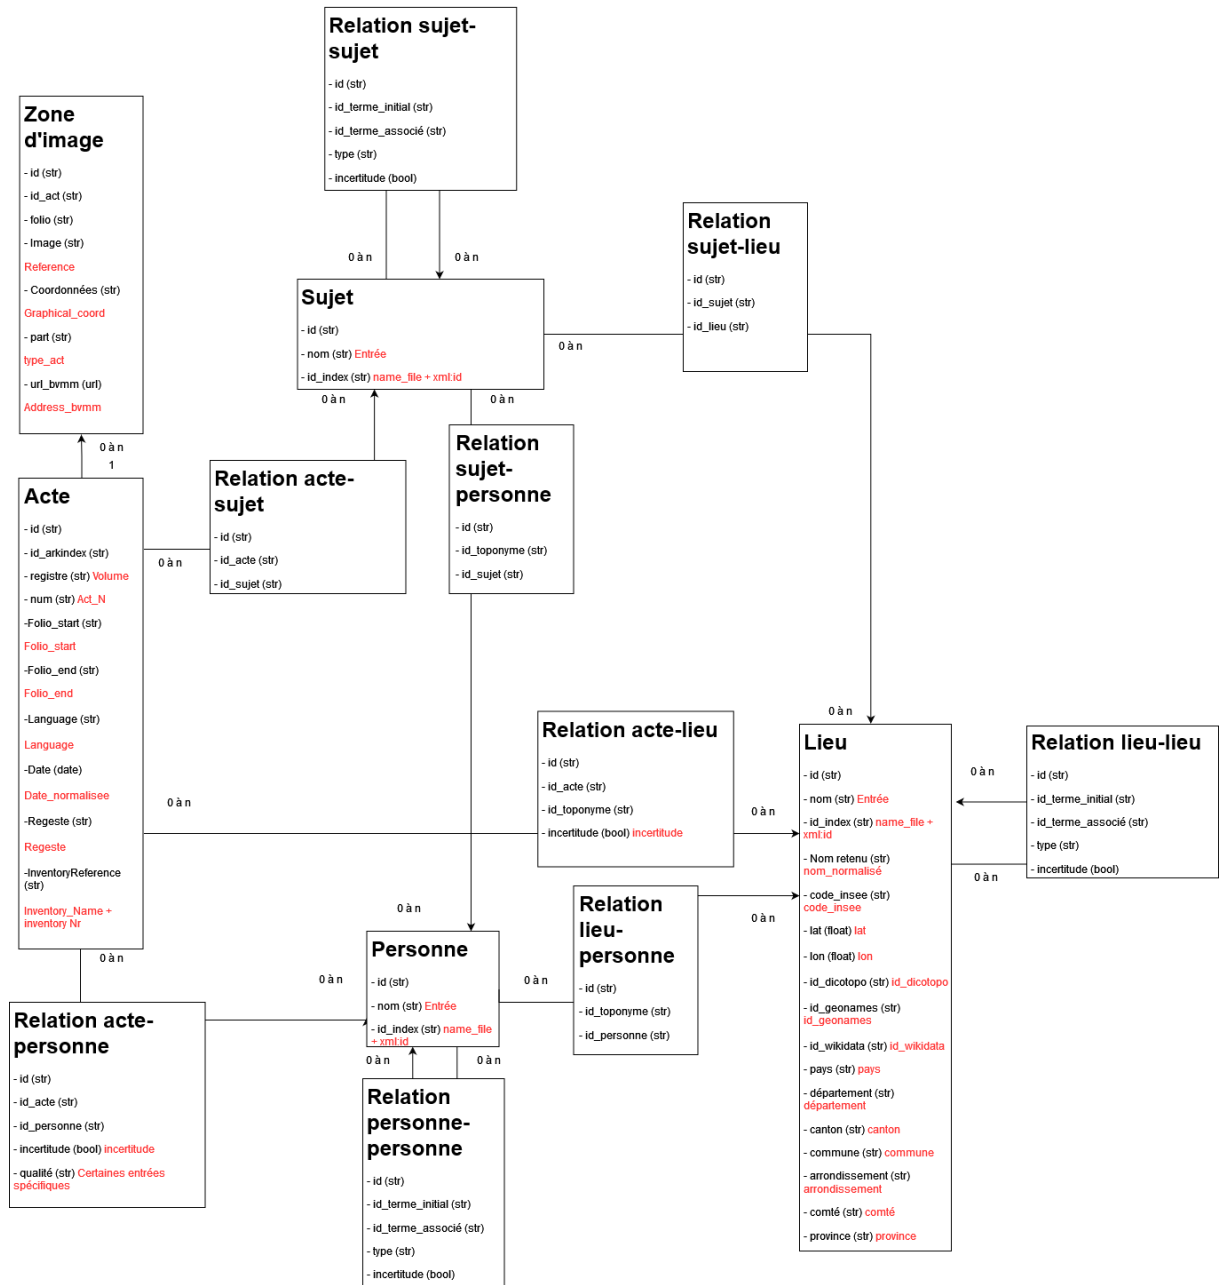 Relation sujet-
sujet
- id (str)
- id_terme_initial (str)
- id_terme_associé (str)
- type (str)
- incertitude (bool)
Zone
d'image
- id (str)
- id_act (str)
- folio (str)
- Image (str)
Reference
- Coordonnées (str)
Graphical_coord
- part (str)
type_act
- url_bvmm (url)
Address_bvmm
Relation
sujet-lieu
- id (str)
- id_sujet (str)
- id_lieu (str)
0 à n
0 à n
Sujet
- id (str)
- nom (str) Entrée
- id_index (str) name_file + xml:id
0 à n
0 à n
0 à n
0 à n
1
Relation
sujet-
personne
- id (str)
- id_toponyme (str)
- id_sujet (str)
Relation acte-
sujet
- id (str)
- id_acte (str)
- id_sujet (str)
0 à n
Acte
- id (str)
- id_arkindex (str)
- registre (str) Volume
- num (str) Act_N
-Folio_start (str)
Folio_start
-Folio_end (str)
Folio_end
-Language (str)
Language
-Date (date)
Date_normalisee
-Regeste (str)
Regeste
-InventoryReference
(str)
Inventory_Name +
inventory Nr
0 à n
0 à n
Relation acte-lieu
- id (str)
- id_acte (str)
- id_toponyme (str)
- incertitude (bool) incertitude
0 à n
0 à n
Lieu
- id (str)
- nom (str) Entrée
- id_index (str) name_file +
xml:id
- Nom retenu (str)
nom_normalisé
- code_insee (str)
code_insee
- lat (float) lat
- lon (float) lon
- id_dicotopo (str) id_dicotopo
- id_geonames (str)
id_geonames
- id_wikidata (str) id_wikidata
- pays (str) pays
- département (str)
département
- canton (str) canton
- commune (str) commune
- arrondissement (str)
arrondissement
- comté (str) comté
- province (str) province
Relation lieu-lieu
- id (str)
- id_terme_initial (str)
- id_terme_associé (str)
- type (str)
- incertitude (bool)
0 à n
0 à n
Relation
lieu-
personne
- id (str)
- id_toponyme (str)
- id_personne (str)
0 à n
0 à n
0 à n
0 à n
Personne
- id (str)
- nom (str) Entrée
- id_index (str) name_file
+ xml:id
0 à n
0 à n
Relation acte-
personne
- id (str)
- id_acte (str)
- id_personne (str)
- incertitude (bool) incertitude
- qualité (str) Certaines entrées
spécifiques
Relation
personne-
personne
- id (str)
- id_terme_initial (str)
- id_terme_associé (str)
- type (str)
- incertitude (bool)